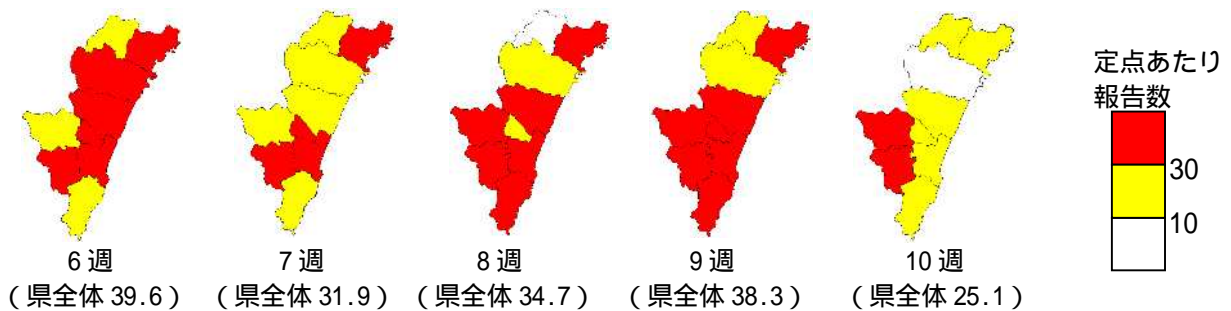 定点あたり
報告数
30
10
6週
(県全体 39.6)
7週
(県全体 31.9)
8週
(県全体 34.7)
9週
(県全体 38.3)
10週
(県全体 25.1)